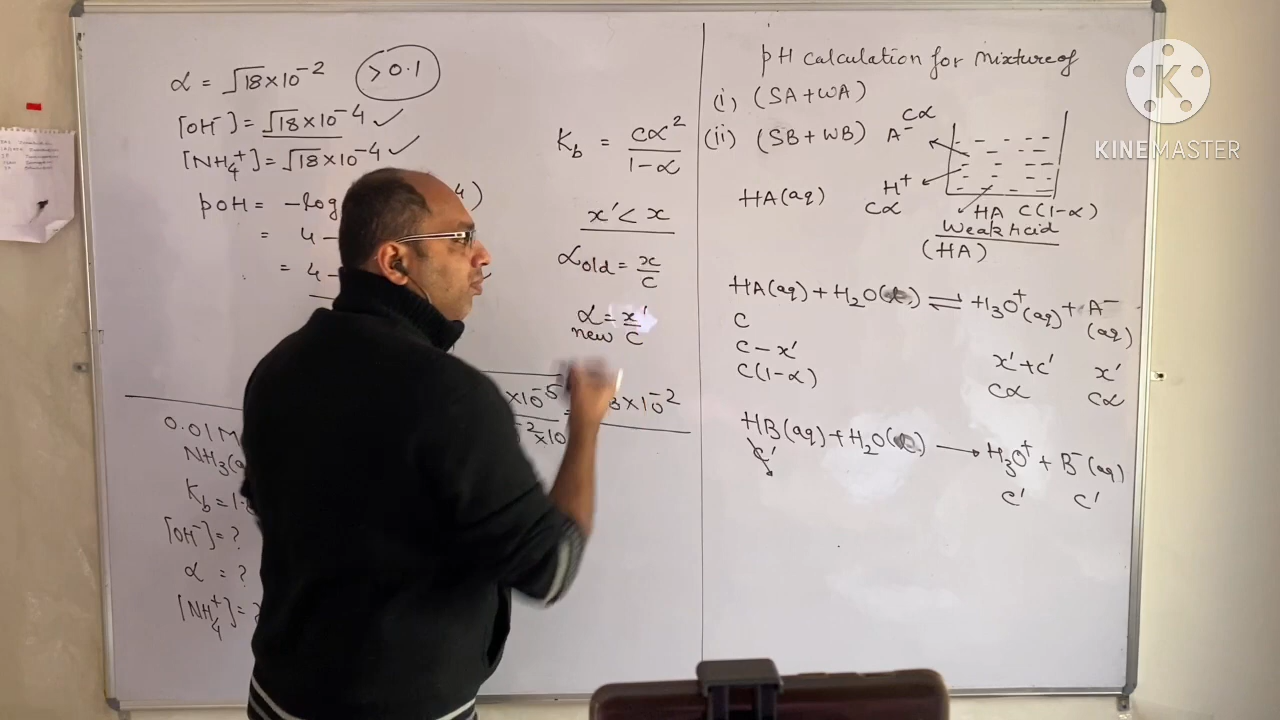 α = √18×10⁻²
> 0.1
[OH⁻] = √18×10⁻⁴ ✓
[NH₄⁺] = √18×10⁻⁴ ✓
pOH = -log 4)
= 4-
= 4-
K_b = cα²/1-α
x' < x
α_old = x/c
α_new = x'/c
×10⁻⁵
⁻²×10
= 8×10⁻²
0.01M
NH₃(a
K_b = 1.
[OH⁻] = ?
α = ?
[NH₄⁺] = ?
pH calculation for mixture of
(i) (SA+WA)
(ii) (SB+WB)
Cα
A⁻
H⁺
Cα
HA C(1-α)
Weak Acid
(HA)
HA(aq)
HA(aq) + H₂O ⇌ H₃O⁺(aq) + A⁻(aq)
C
C-x' x'+c' x'
C(1-α) Cα Cα
HB(aq) + H₂O → H₃O⁺ + B⁻(aq)
c' c' c'
KINEMASTER